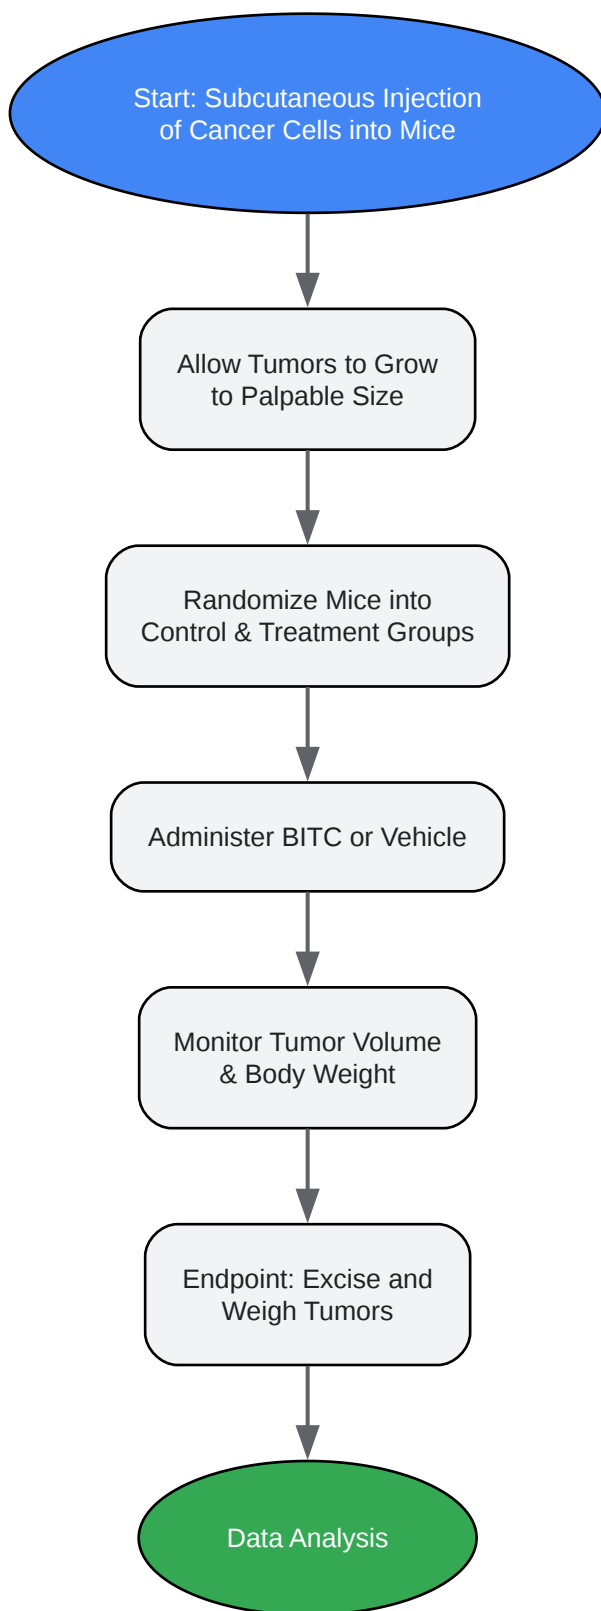 Start: Subcutaneous Injection
of Cancer Cells into Mice
Allow Tumors to Grow
to Palpable Size
Randomize Mice into
Control & Treatment Groups
Administer BITC or Vehicle
Monitor Tumor Volume
& Body Weight
Endpoint: Excise and
Weigh Tumors
Data Analysis